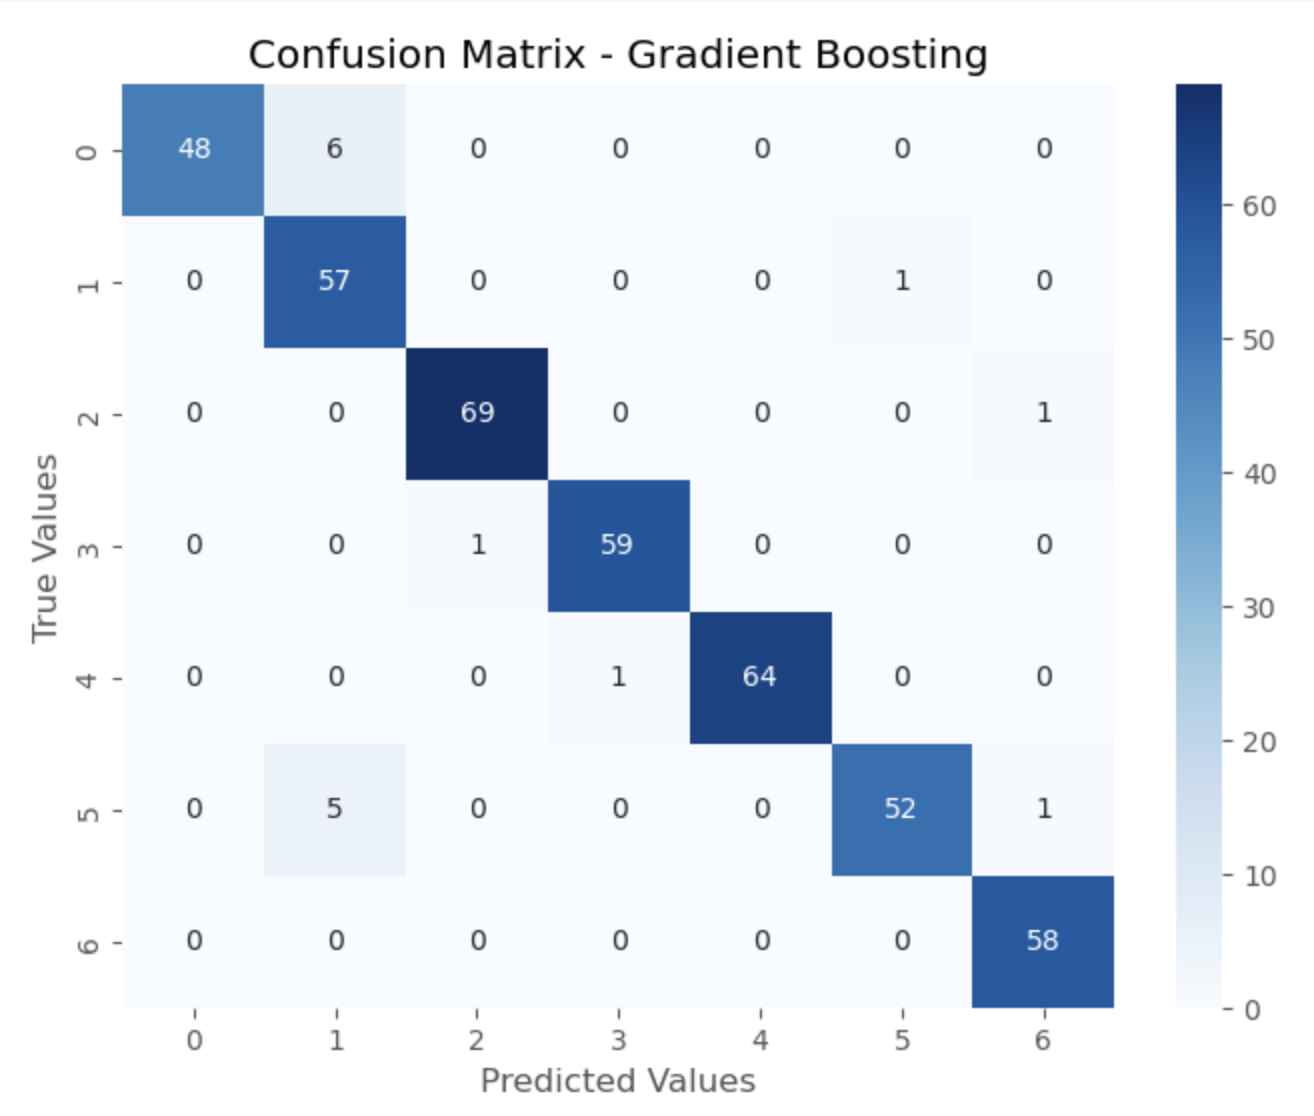 Confusion Matrix - Gradient Boosting
True Values
0 48 6 0 0 0 0 0
1 0 57 0 0 0 1 0
2 0 0 69 0 0 0 1
3 0 0 1 59 0 0 0
4 0 0 0 1 64 0 0
5 0 5 0 0 0 52 1
6 0 0 0 0 0 0 58
0 1 2 3 4 5 6
Predicted Values
60
50
40
30
20
10
0